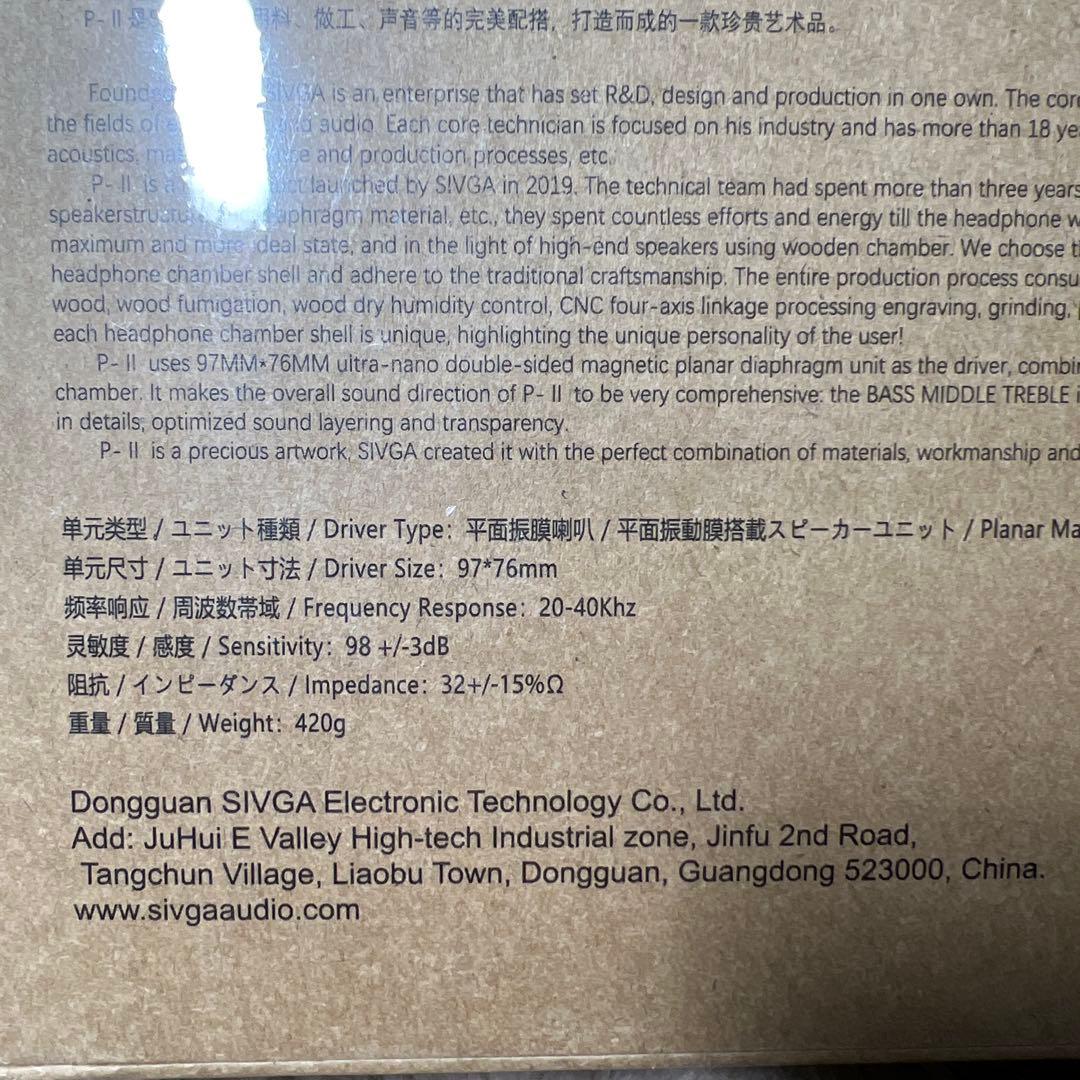 P-Ⅱ 是 用料、做工、声音等的完美配搭，打造而成的一款珍贵艺术品。
Founded SIVGA is an enterprise that has set R&D, design and production in one own. The core
the fields of and audio. Each core technician is focused on his industry and has more than 18
acoustics, and production processes, etc.
P-Ⅱ is a launched by SIVGA in 2019. The technical team had spent more than three years
speakerstructure diaphragm material, etc., they spent countless efforts and energy till the headphone
maximum and more ideal state, and in the light of high-end speakers using wooden chamber. We choose
headphone chamber shell and adhere to the traditional craftsmanship. The entire production process
wood, wood fumigation, wood dry humidity control, CNC four-axis linkage processing engraving, grinding,
each headphone chamber shell is unique, highlighting the unique personality of the user!
P-Ⅱ uses 97MM*76MM ultra-nano double-sided magnetic planar diaphragm unit as the driver,
chamber. It makes the overall sound direction of P-Ⅱ to be very comprehensive: the BASS MIDDLE TREBLE
in details, optimized sound layering and transparency.
P-Ⅱ is a precious artwork, SIVGA created it with the perfect combination of materials, workmanship and
单元类型 / ユニット種類 / Driver Type: 平面振膜喇叭 / 平面振動膜搭載スピーカーユニット / Planar Ma
单元尺寸 / ユニット寸法 / Driver Size: 97*76mm
频率响应 / 周波数帯域 / Frequency Response: 20-40Khz
灵敏度 / 感度 / Sensitivity: 98 +/-3dB
阻抗 / インピーダンス / Impedance: 32+/-15%Ω
重量 / 質量 / Weight: 420g
Dongguan SIVGA Electronic Technology Co., Ltd.
Add: JuHui E Valley High-tech Industrial zone, Jinfu 2nd Road,
Tangchun Village, Liaobu Town, Dongguan, Guangdong 523000, China.
www.sivgaaudio.com